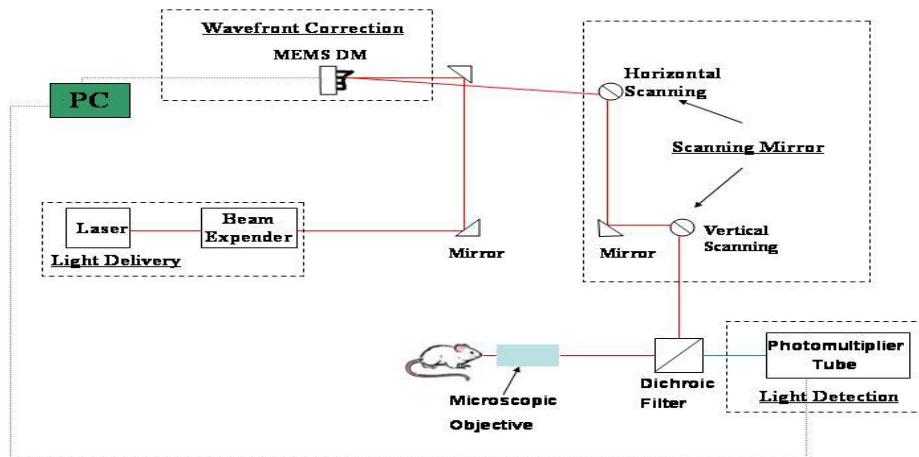 Wavefront Correction
MEMS DM
PC
Horizontal
Scanning
Scanning Mirror
Laser
Beam
Expender
Light Delivery
Mirror
Mirror
Vertical
Scanning
Photomultiplier
Tube
Light Detection
Dichroic
Filter
Microscopic
Objective